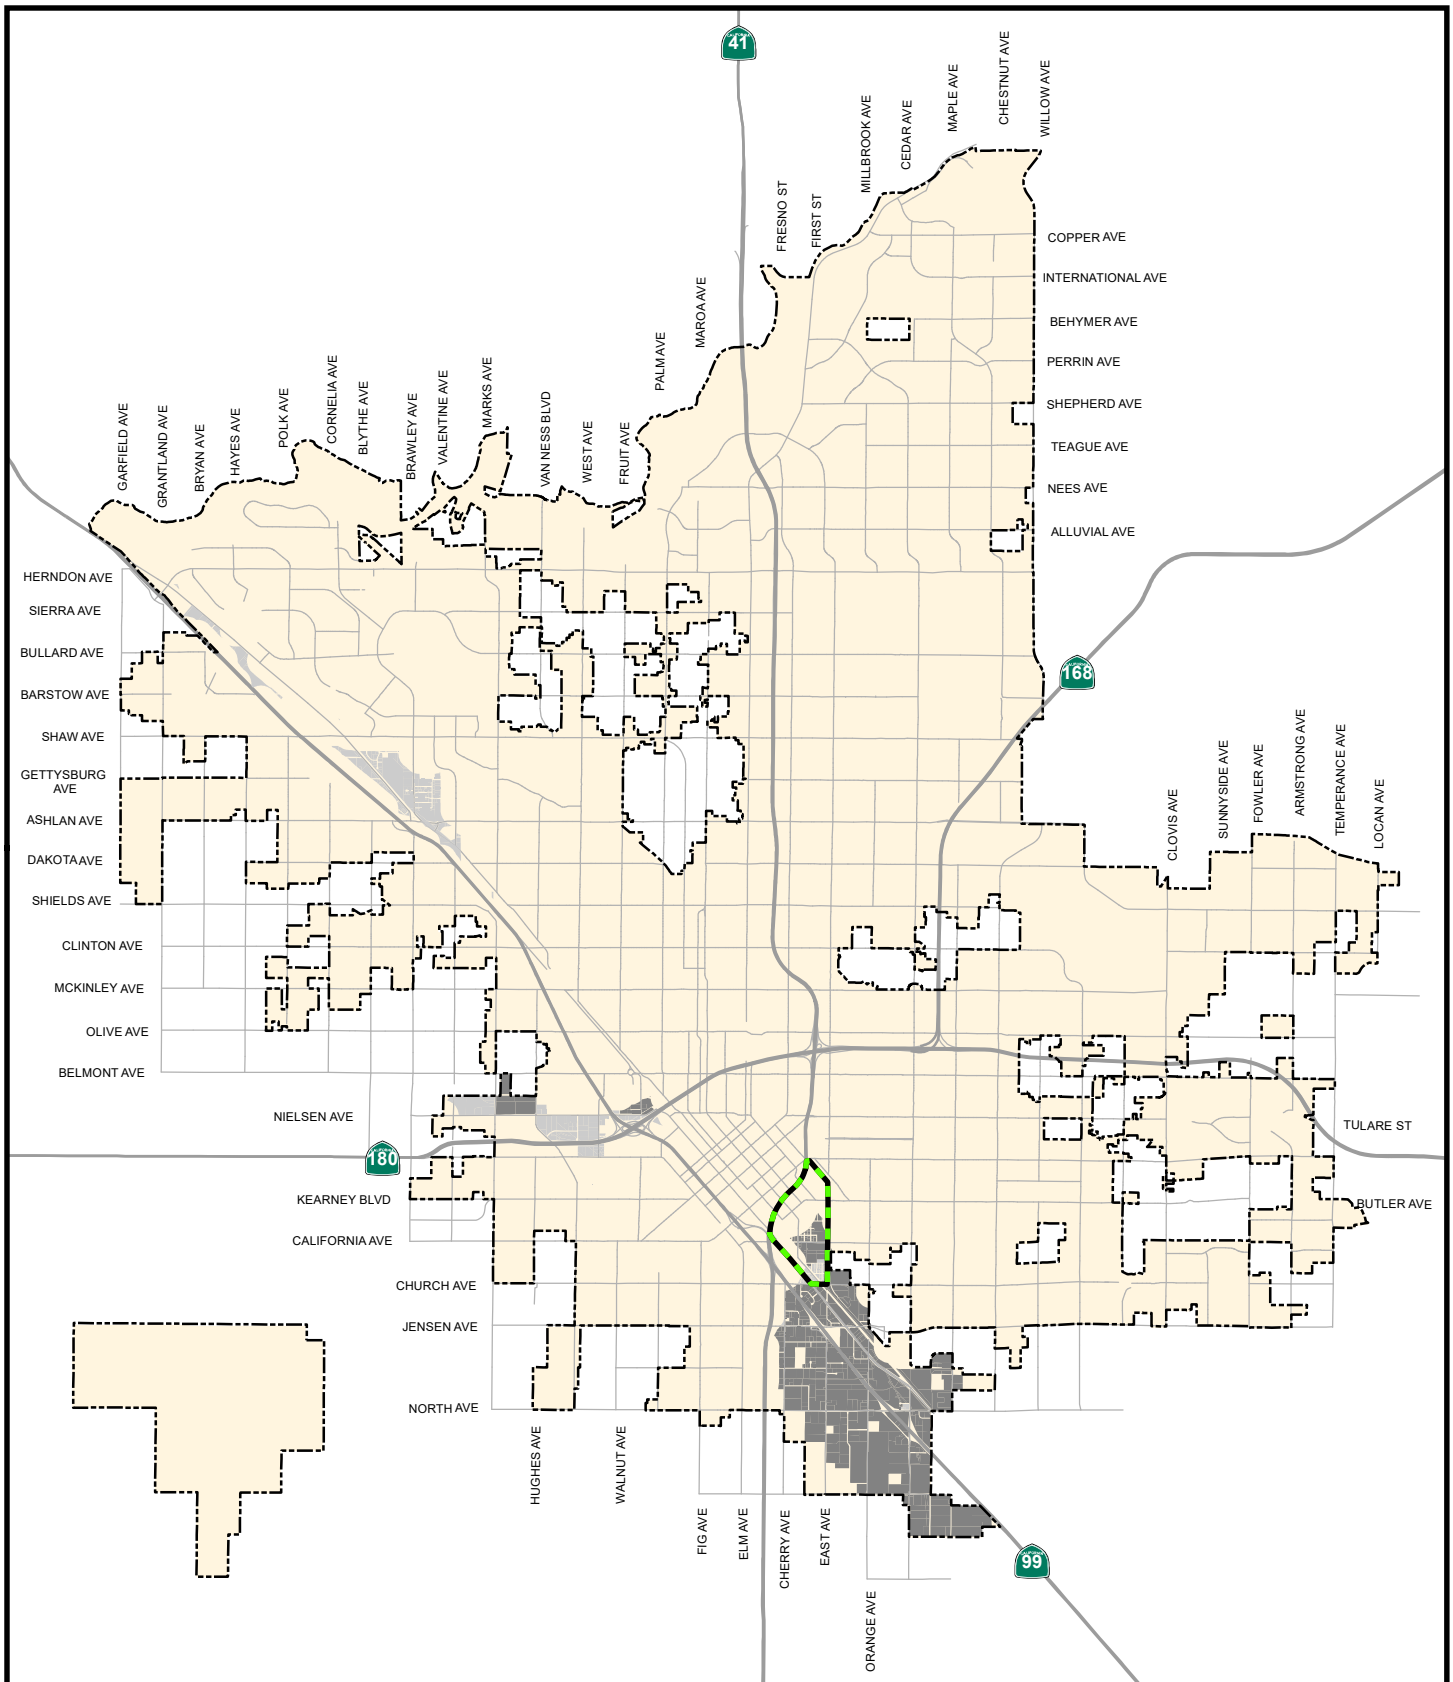 CALIFORNIA
41
CHESTNUT AVE
WILLOW AVE
MAPLE AVE
MILLBROOK AVE
CEDAR AVE
FRESNO ST
FIRST ST
COPPER AVE
MAROA AVE
INTERNATIONAL AVE
BEHYMER AVE
PALM AVE
PERRIN AVE
CORNELIA AVE
MARKS AVE
VALENTINE AVE
BLYTHE AVE
POLK AVE
BRAWLEY AVE
VAN NESS BLVD
SHEPHERD AVE
GARFIELD AVE
GRANTLAND AVE
HAYES AVE
BRYAN AVE
WEST AVE
FRUIT AVE
TEAGUE AVE
NEES AVE
ALLUVIAL AVE
HERNDON AVE
SIERRA AVE
BULLARD AVE
CALIFORNIA
168
BARSTOW AVE
SHAW AVE
ARMSTRONG AVE
TEMPERANCE AVE
SUNNYSIDE AVE
FOWLER AVE
GETTYSBURG
AVE
CLOVIS AVE
LOCAN AVE
ASHLAN AVE
DAKOTA AVE
SHIELDS AVE
CLINTON AVE
MCKINLEY AVE
OLIVE AVE
BELMONT AVE
NIELSEN AVE
TULARE ST
CALIFORNIA
180
KEARNEY BLVD
BUTLER AVE
CALIFORNIA AVE
CHURCH AVE
JENSEN AVE
NORTH AVE
HUGHES AVE
WALNUT AVE
FIG AVE
ELM AVE
CHERRY AVE
EAST AVE
CALIFORNIA
99
ORANGE AVE